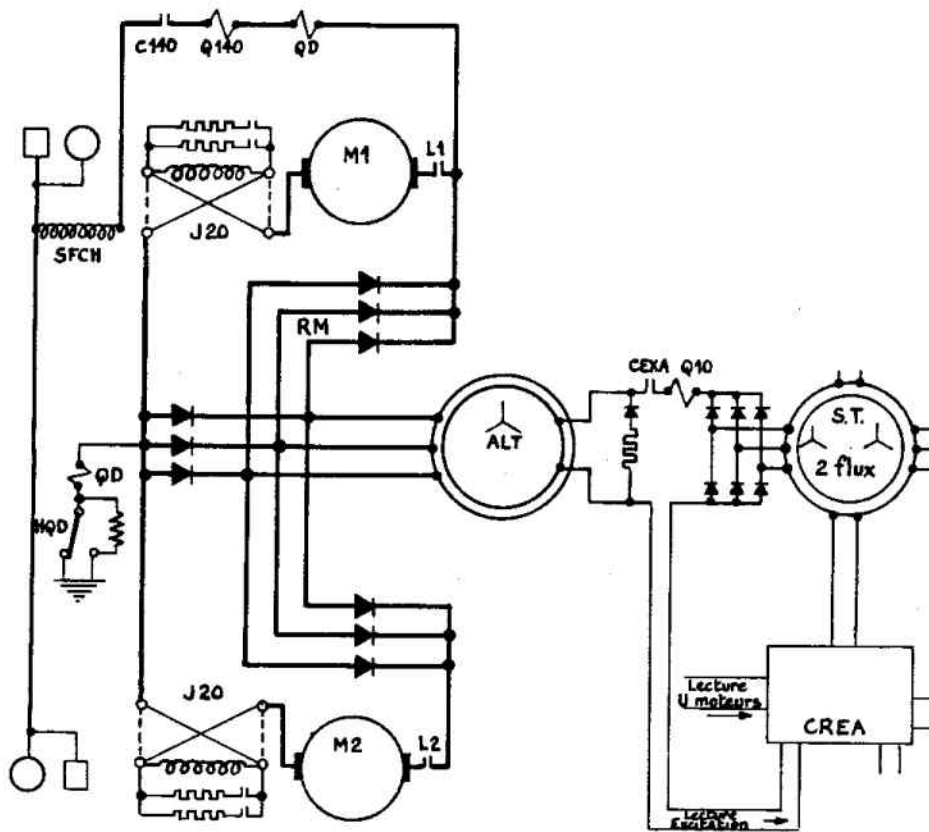 C140
Q140
QD
M1
L1
J20
SFCH
RM
CEXA
Q10
ALT
S.T.
2 flux
QD
HQD
J20
M2
L2
Lecture
U moteurs
CREA
Lecture
Excitation